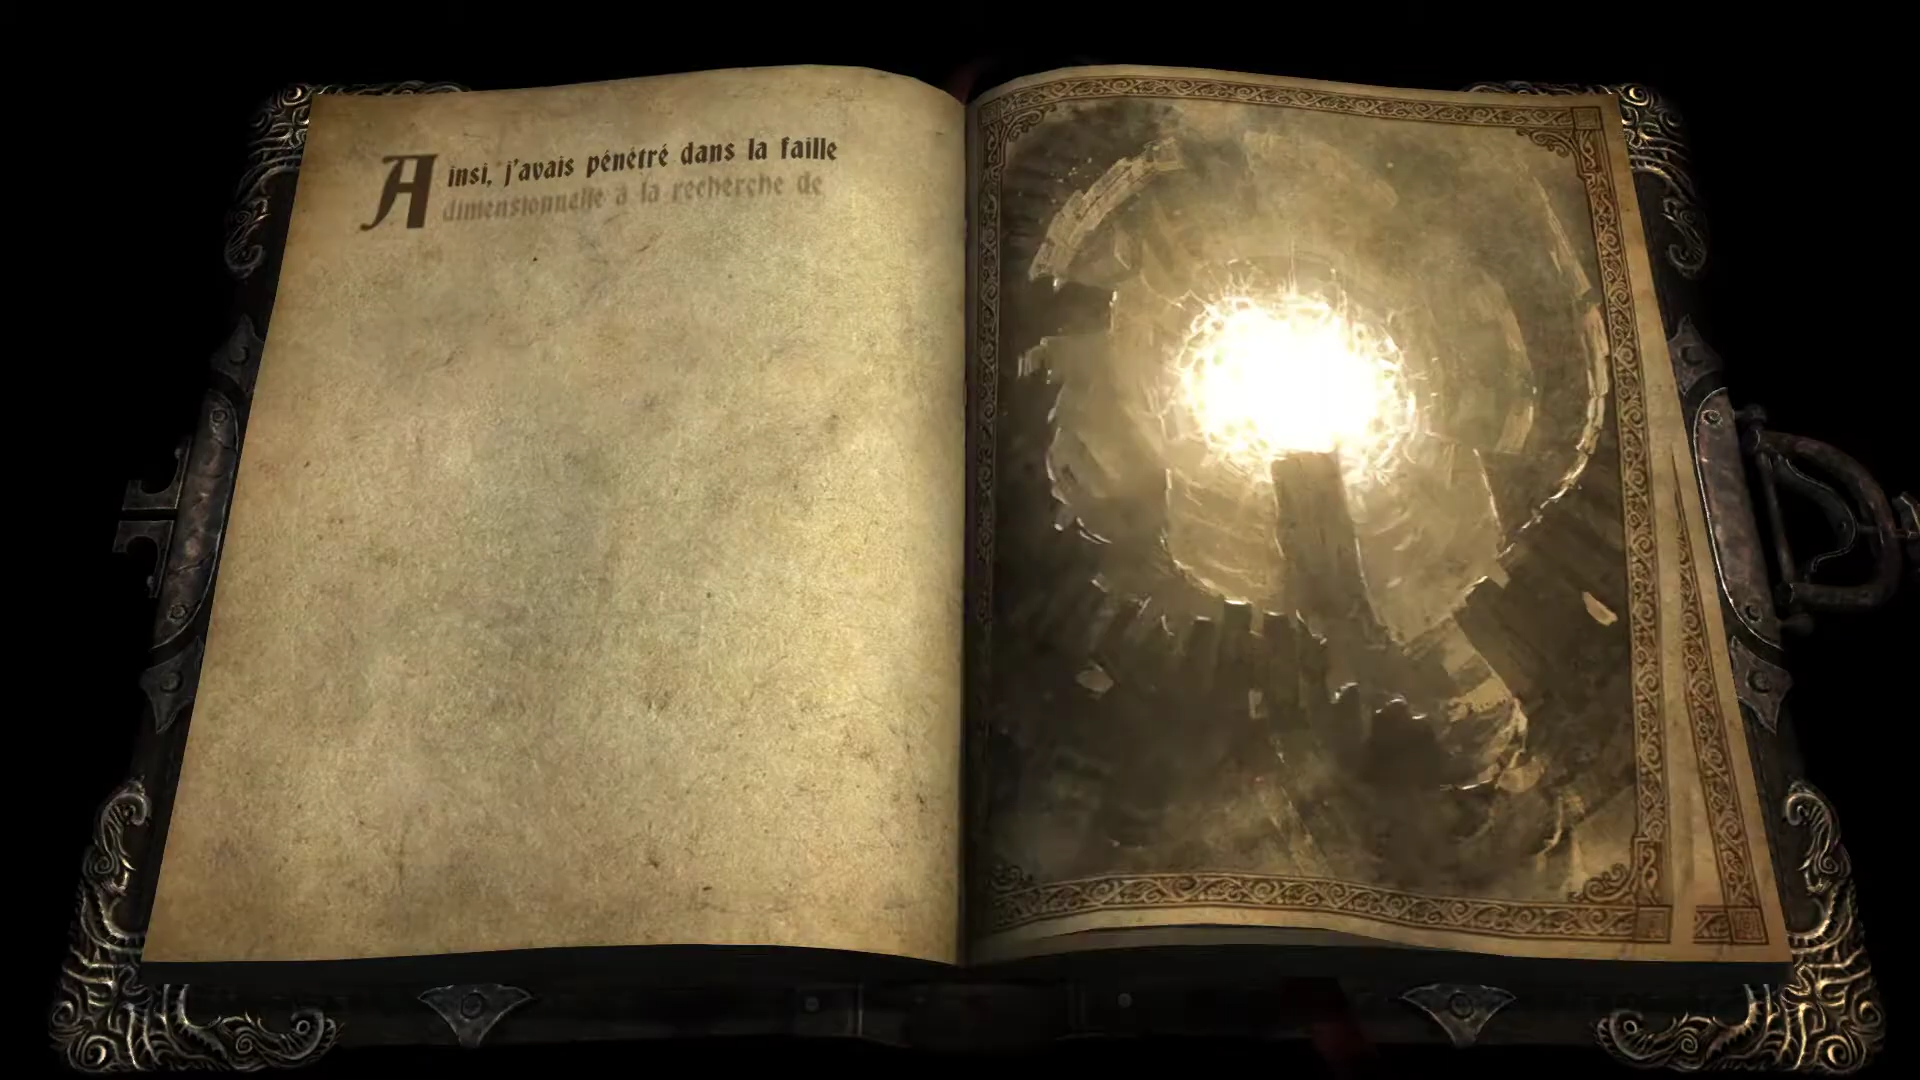 Ainsi, j'avais pénétré dans la faille
dimensionnelle à la recherche de